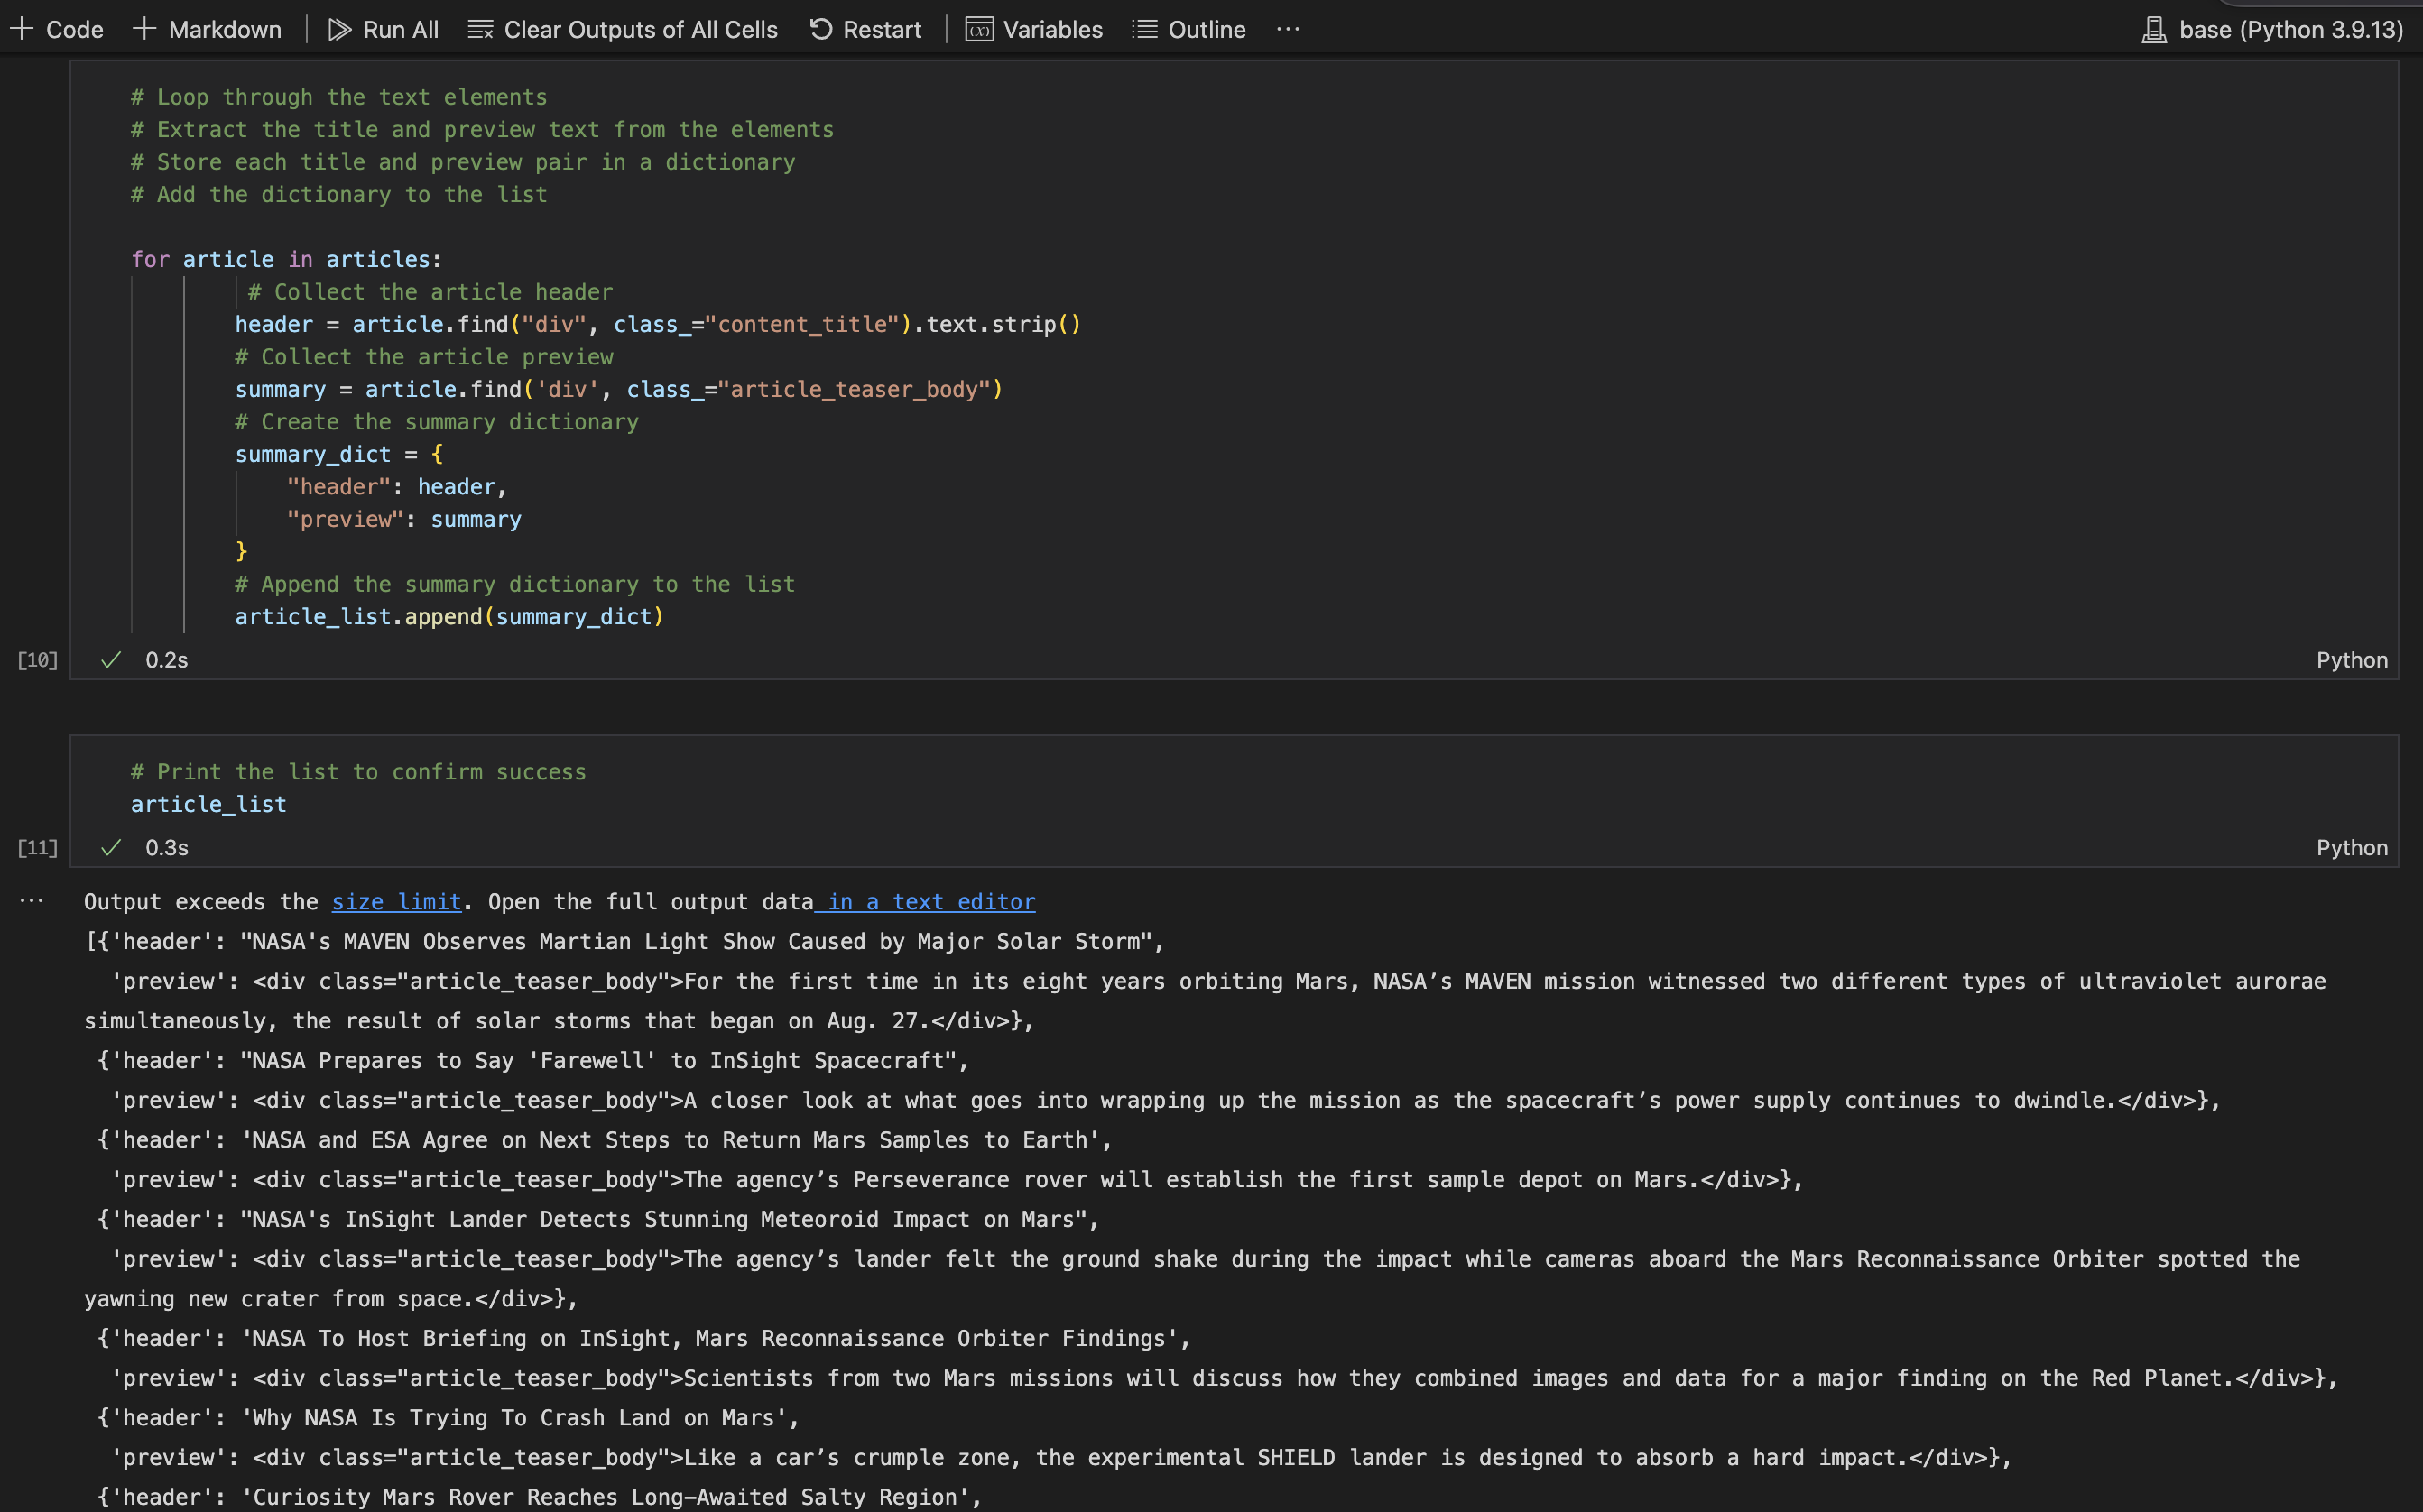 Code Markdown Run All Clear Outputs of All Cells Restart Variables Outline ··· base (Python 3.9.13)
# Loop through the text elements
# Extract the title and preview text from the elements
# Store each title and preview pair in a dictionary
# Add the dictionary to the list
for article in articles:
# Collect the article header
header = article.find("div", class_="content_title").text.strip()
# Collect the article preview
summary = article.find('div', class_="article_teaser_body")
# Create the summary dictionary
summary_dict = {
"header": header,
"preview": summary
}
# Append the summary dictionary to the list
article_list.append(summary_dict)
[10] 0.2s Python
# Print the list to confirm success
article_list
[11] 0.3s Python
··· Output exceeds the size limit. Open the full output data in a text editor
[{'header': "NASA's MAVEN Observes Martian Light Show Caused by Major Solar Storm",
'preview': <div class="article_teaser_body">For the first time in its eight years orbiting Mars, NASA’s MAVEN mission witnessed two different types of ultraviolet aurorae
simultaneously, the result of solar storms that began on Aug. 27.</div>},
{'header': "NASA Prepares to Say 'Farewell' to InSight Spacecraft",
'preview': <div class="article_teaser_body">A closer look at what goes into wrapping up the mission as the spacecraft’s power supply continues to dwindle.</div>},
{'header': 'NASA and ESA Agree on Next Steps to Return Mars Samples to Earth',
'preview': <div class="article_teaser_body">The agency’s Perseverance rover will establish the first sample depot on Mars.</div>},
{'header': "NASA's InSight Lander Detects Stunning Meteoroid Impact on Mars",
'preview': <div class="article_teaser_body">The agency’s lander felt the ground shake during the impact while cameras aboard the Mars Reconnaissance Orbiter spotted the
yawning new crater from space.</div>},
{'header': 'NASA To Host Briefing on InSight, Mars Reconnaissance Orbiter Findings',
'preview': <div class="article_teaser_body">Scientists from two Mars missions will discuss how they combined images and data for a major finding on the Red Planet.</div>},
{'header': 'Why NASA Is Trying To Crash Land on Mars',
'preview': <div class="article_teaser_body">Like a car’s crumple zone, the experimental SHIELD lander is designed to absorb a hard impact.</div>},
{'header': 'Curiosity Mars Rover Reaches Long-Awaited Salty Region',